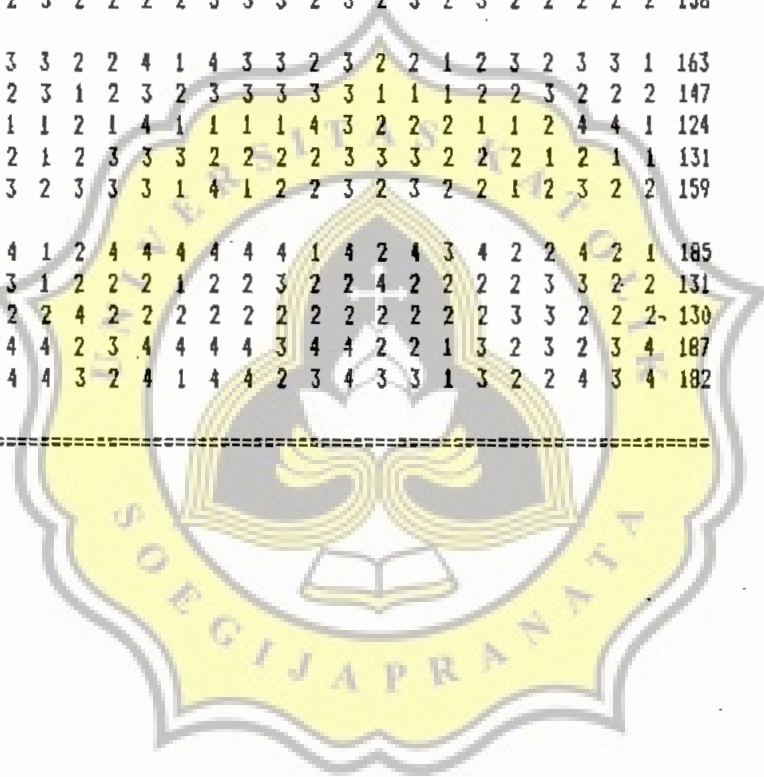 3 3 2 2 4 1 4 3 3 2 3 2 2 1 2 3 2 3 3 1 163
2 3 1 2 3 2 3 3 3 3 3 1 1 1 2 2 3 2 2 2 147
1 1 2 1 4 1 1 1 1 4 3 2 2 2 1 1 2 4 4 1 124
2 1 2 3 3 3 2 2 2 2 3 3 3 2 2 2 1 2 1 1 131
3 2 3 3 3 1 4 1 2 2 3 2 3 2 2 1 2 3 2 2 159
4 1 2 4 4 4 4 4 4 1 4 2 4 3 4 2 2 4 2 1 185
3 1 2 2 2 1 2 2 3 2 2 4 2 2 2 2 3 3 2 2 131
2 2 4 2 2 2 2 2 2 2 2 2 2 2 2 3 3 2 2 2 130
4 4 2 3 4 4 4 4 3 4 4 2 2 1 3 2 3 2 3 4 187
4 4 3 2 4 1 4 4 2 3 4 3 3 1 3 2 2 4 3 4 182
UNIVERSITAS KATOLIK
SOEGIJAPRANATA